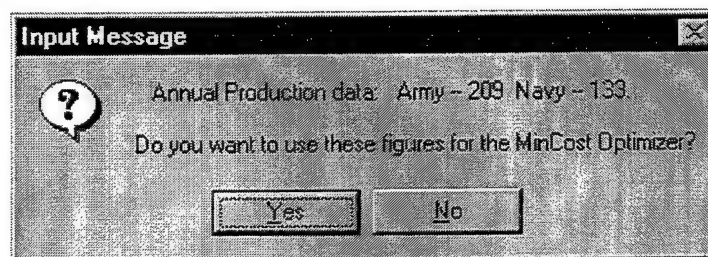 Input Message
Annual Production data: Army – 209 Navy – 133.
Do you want to use these figures for the MinCost Optimizer?
Yes No